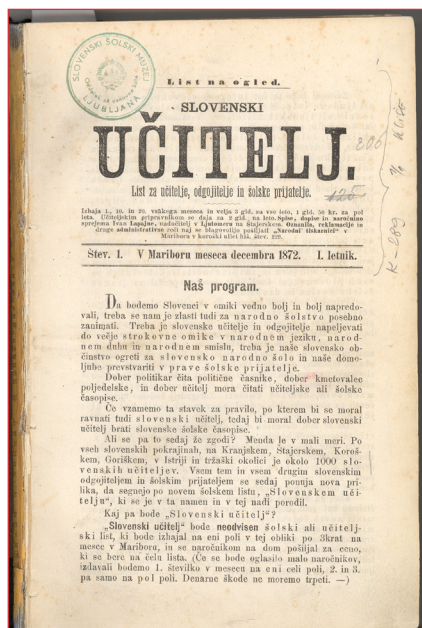 SLOVENSKI ŠOLSKI MUZEJ
LJUBLJANA
List na ogled.
SLOVENSKI
UČITELJ.
List za učitelje, odgojitelje in šolske prijatelje.
Izhaja 1., 10. in 20. vsakega meseca in velja 3 gld. za vse leto, 1 gld. 50 kr. za pol
leta. Učiteljskim pripravnikom se daja za 2 gld. na leto. Spise, dopise in naročnino
sprejema Ivan Lapajne, nadučitelj v Ljutomeru na Štajerskem. Oznanila, reklamacije in
druge administrativne reči naj se blagovolijo pošiljati „Narodni tiskarnici“ v
Mariboru v koroški ulici hiš. štev. 229.
Štev. 1. V Mariboru meseca decembra 1872. I. letnik.
Naš program.
Da bodemo Slovenci v omiki vedno bolj in bolj napredo-
vali, treba se nam je zlasti tudi za narodno šolstvo posebno
zanimati. Treba je slovenske učitelje in odgojitelje napeljevati
do večje strokovne omike v narodnem jeziku, narod-
nem duhu in narodnem smislu, treba je naše slovensko ob-
činstvo ogreti za slovensko narodno šolo in naše domo-
ljube prestvariti v prave šolske prijatelje.
Dober politikar čita politične časnike, dober kmetovalec
poljedelske, in dober učitelj mora čitati učiteljske ali šolske
časopise.
Če vzamemo ta stavek za pravilo, po kterem bi se moral
ravnati tudi slovenski učitelj, tedaj bi moral dober slovenski
učitelj brati slovenske šolske časopise.
Ali se pa to sedaj že zgodi? Menda le v mali meri. Po
vseh slovenskih pokrajinah, na Kranjskem, Štajerskem, Koroš-
kem, Goriškem, v Istriji in tržaški okolici je okolo 1000 slo-
venskih učiteljev. Vsem tem in vsem drugim slovenskim
odgojiteljem in šolskim prijateljem se sedaj ponuja nova pri-
lika, da segnejo po novem šolskem listu, „Slovenskem uči-
telju“, ki se je v ta namen in v tej nadi porodil.
Kaj pa bode „Slovenski učitelj“?
„Slovenski učitelj“ bode neodvisen šolski ali učitelj-
ski list, ki bode izhajal na eni poli v tej obliki po 3krat na
mesec v Mariboru, in se naročnikom na dom pošiljal za ceno,
ki se bere na čelu lista. (Če se bode oglasilo malo naročnikov,
izdavali bodemo 1. številko v mesecu na eni celi poli, 2. in 3.
pa samo na pol poli. Denarne škode ne moremo trpeti. —)